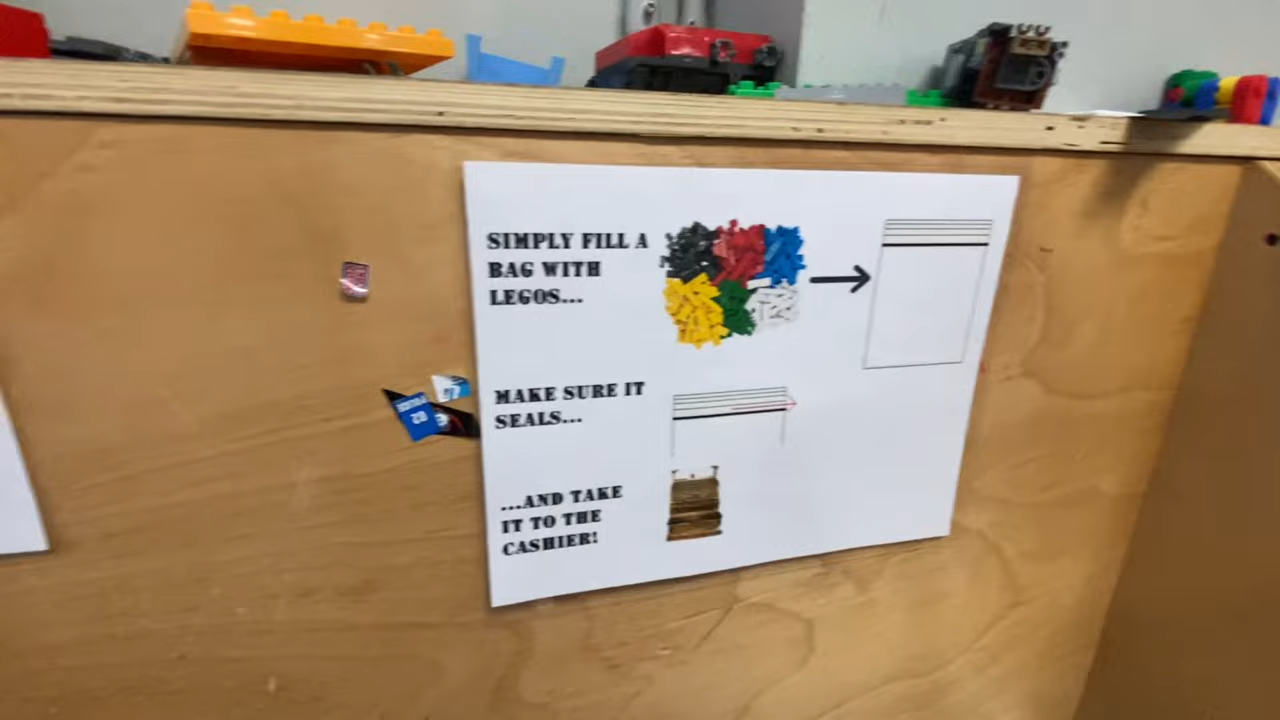 SIMPLY FILL A
BAG WITH
LEGOS...
MAKE SURE IT
SEALS...
...AND TAKE
IT TO THE
CASHIER!